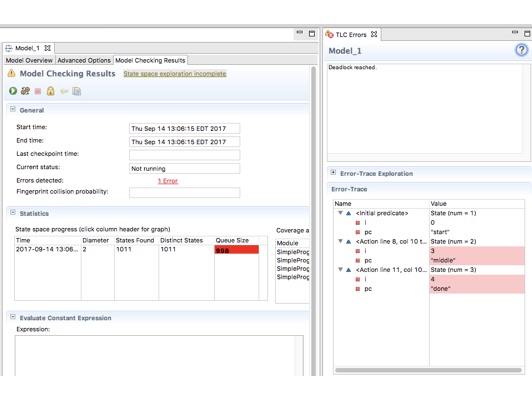 Model_1
Model Overview Advanced Options Model Checking Results
Model Checking Results State space exploration incomplete
General
Start time: Thu Sep 14 13:06:15 EDT 2017
End time: Thu Sep 14 13:06:15 EDT 2017
Last checkpoint time:
Current status: Not running
Errors detected: 1 Error
Fingerprint collision probability:
Statistics
State space progress (click column header for graph) Coverage a
Time Diameter States Found Distinct States Queue Size Module
2017-09-14 13:06... 2 1011 1011 998 SimpleProg
SimpleProg
SimpleProg
Evaluate Constant Expression
Expression:
TLC Errors
Model_1
Deadlock reached.
Error-Trace Exploration
Error-Trace
Name Value
<Initial predicate> State (num = 1)
i 0
pc "start"
<Action line 8, col 10 t... State (num = 2)
i 3
pc "middle"
<Action line 11, col 10... State (num = 3)
i 4
pc "done"